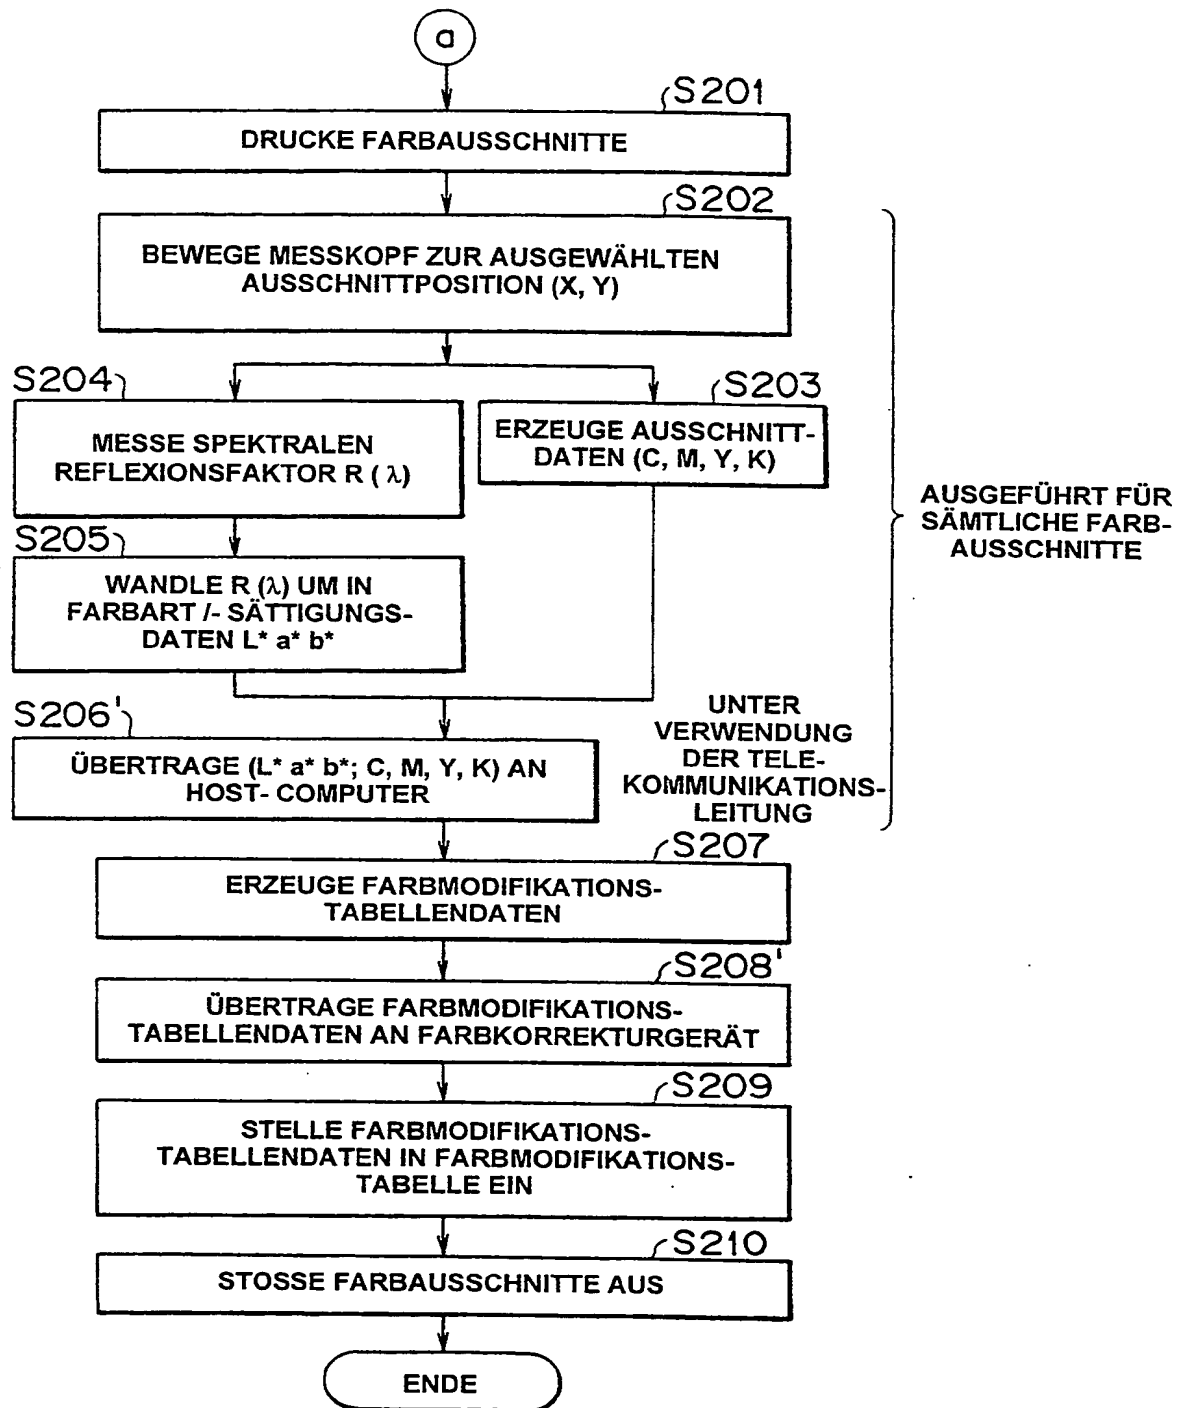 a
S201
DRUCKE FARBAUSSCHNITTE
S202
BEWEGE MESSKOPF ZUR AUSGEWÄHLTEN
AUSSCHNITTPOSITION (X, Y)
S204
MESSE SPEKTRALEN
REFLEXIONSFAKTOR R ( λ)
S203
ERZEUGE AUSSCHNITT-
DATEN (C, M, Y, K)
S205
WANDLE R (λ) UM IN
FARBART /- SÄTTIGUNGS-
DATEN L* a* b*
AUSGEFÜHRT FÜR
SÄMTLICHE FARB-
AUSSCHNITTE
S206'
ÜBERTRAGE (L* a* b*; C, M, Y, K) AN
HOST- COMPUTER
UNTER
VERWENDUNG
DER TELE-
KOMMUNIKATIONS-
LEITUNG
S207
ERZEUGE FARBMODIFIKATIONS-
TABELLENDATEN
S208'
ÜBERTRAGE FARBMODIFIKATIONS-
TABELLENDATEN AN FARBKORREKTURGERÄT
S209
STELLE FARBMODIFIKATIONS-
TABELLENDATEN IN FARBMODIFIKATIONS-
TABELLE EIN
S210
STOSSE FARBAUSSCHNITTE AUS
ENDE